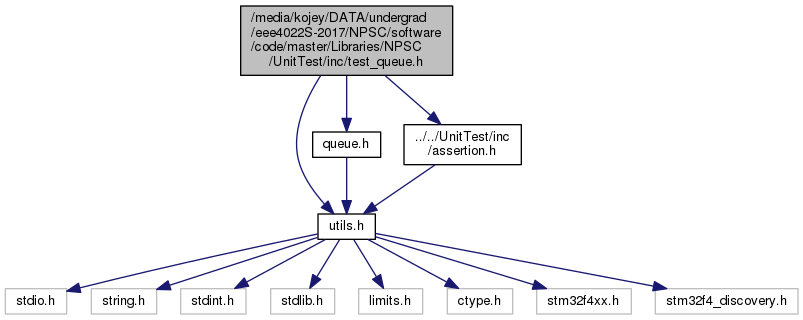 /media/kojey/DATA/undergrad
/eee4022S-2017/NPSC/software
/code/master/Libraries/NPSC
/UnitTest/inc/test_queue.h
queue.h
../../UnitTest/inc
/assertion.h
utils.h
stdio.h
string.h
stdint.h
stdlib.h
limits.h
ctype.h
stm32f4xx.h
stm32f4_discovery.h